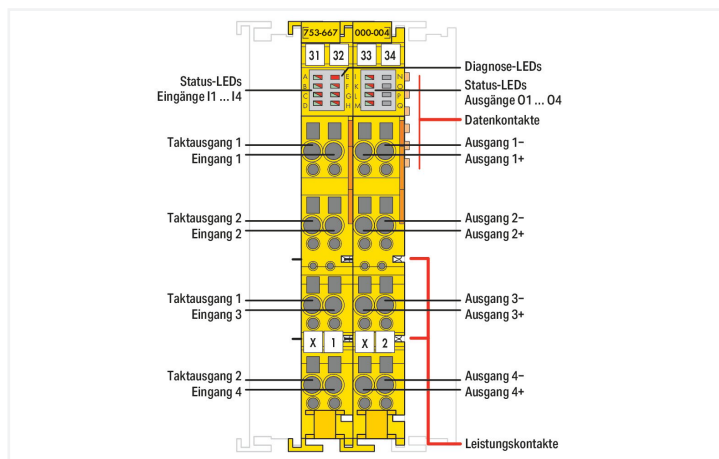 753-667 000-004
31 32 33 34
Diagnose-LEDs
Status-LEDs
Eingänge I1 ... I4
A E I N
B F K O
C G L P
D H M Q
Status-LEDs
Ausgänge O1 ... O4
Datenkontakte
Taktausgang 1
Eingang 1
Ausgang 1–
Ausgang 1+
Taktausgang 2
Eingang 2
Ausgang 2–
Ausgang 2+
Taktausgang 1
Eingang 3
Ausgang 3–
Ausgang 3+
X 1 X 2
Taktausgang 2
Eingang 4
Ausgang 4–
Ausgang 4+
Leistungskontakte